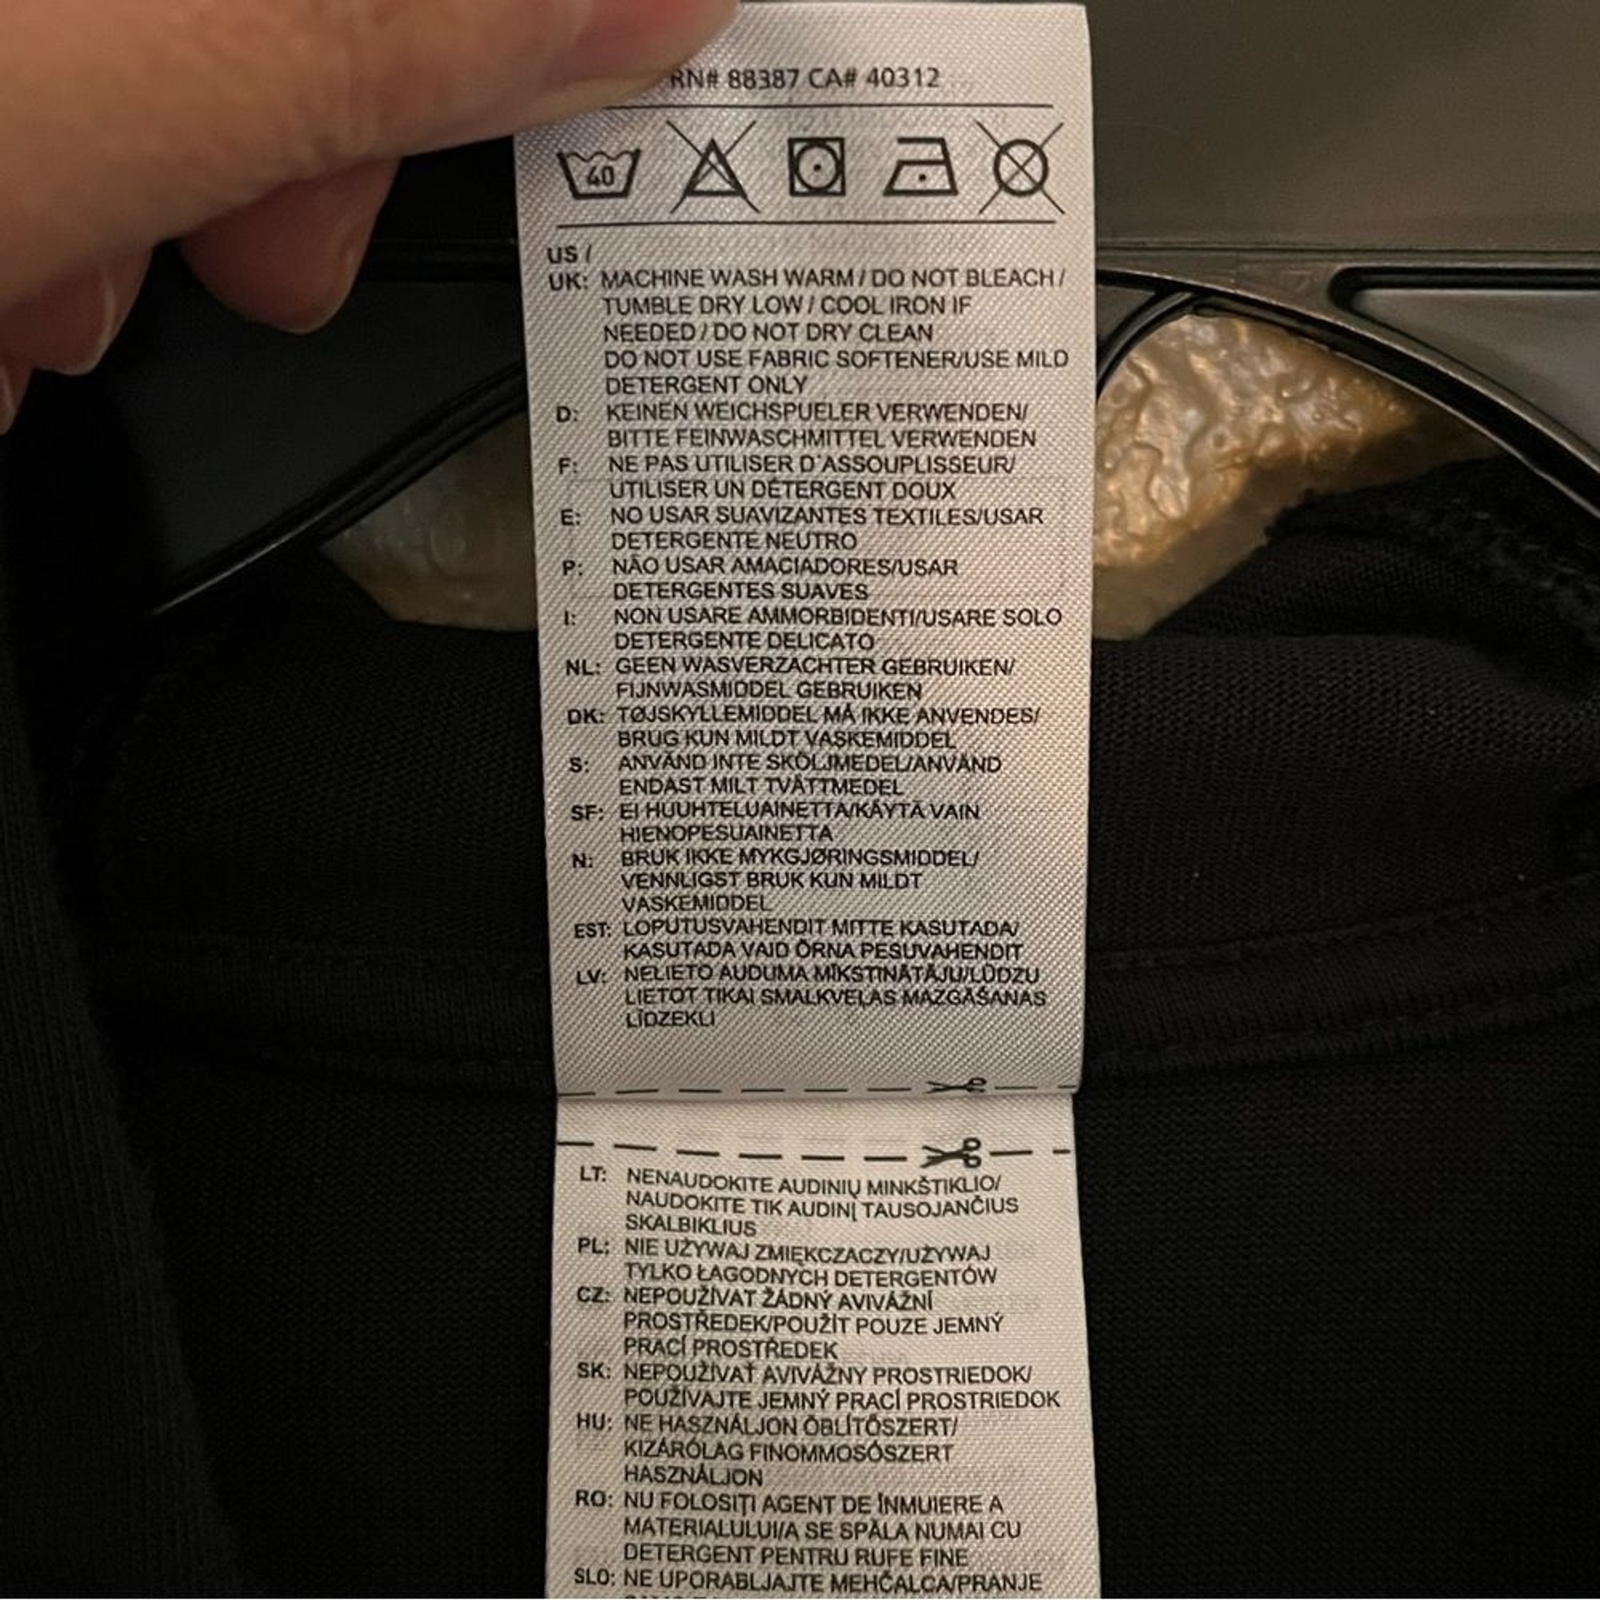 RN# 88387 CA# 40312
40
US /
UK: MACHINE WASH WARM / DO NOT BLEACH /
TUMBLE DRY LOW / COOL IRON IF
NEEDED / DO NOT DRY CLEAN
DO NOT USE FABRIC SOFTENER/USE MILD
DETERGENT ONLY
D: KEINEN WEICHSPUELER VERWENDEN/
BITTE FEINWASCHMITTEL VERWENDEN
F: NE PAS UTILISER D'ASSOUPLISSEUR/
UTILISER UN DÉTERGENT DOUX
E: NO USAR SUAVIZANTES TEXTILES/USAR
DETERGENTE NEUTRO
P: NÃO USAR AMACIADORES/USAR
DETERGENTES SUAVES
I: NON USARE AMMORBIDENTI/USARE SOLO
DETERGENTE DELICATO
NL: GEEN WASVERZACHTER GEBRUIKEN/
FIJNWASMIDDEL GEBRUIKEN
DK: TØJSKYLLEMIDDEL MÅ IKKE ANVENDES/
BRUG KUN MILDT VASKEMIDDEL
S: ANVÄND INTE SKÖLJMEDEL/ANVÄND
ENDAST MILT TVÄTTMEDEL
SF: EI HUUHTELUAINETTA/KÄYTÄ VAIN
HIENOPESUAINETTA
N: BRUK IKKE MYKGJØRINGSMIDDEL/
VENNLIGST BRUK KUN MILDT
VASKEMIDDEL
EST: LOPUTUSVAHENDIT MITTE KASUTADA/
KASUTADA VAID ÕRNA PESUVAHENDIT
LV: NELIETO AUDUMA MĪKSTINĀTĀJU/LŪDZU
LIETOT TIKAI SMALKVEĻAS MAZGĀŠANAS
LĪDZEKLI
LT: NENAUDOKITE AUDINIŲ MINKŠTIKLIO/
NAUDOKITE TIK AUDINĮ TAUSOJANČIUS
SKALBIKLIUS
PL: NIE UŻYWAJ ZMIĘKCZACZY/UŻYWAJ
TYLKO ŁAGODNYCH DETERGENTÓW
CZ: NEPOUŽÍVAT ŽÁDNÝ AVIVÁŽNÍ
PROSTŘEDEK/POUŽÍT POUZE JEMNÝ
PRACÍ PROSTŘEDEK
SK: NEPOUŽÍVAŤ AVIVÁŽNY PROSTRIEDOK/
POUŽÍVAJTE JEMNÝ PRACÍ PROSTRIEDOK
HU: NE HASZNÁLJON ÖBLÍTŐSZERT/
KIZÁRÓLAG FINOMMOSÓSZERT
HASZNÁLJON
RO: NU FOLOSIŢI AGENT DE ÎNMUIERE A
MATERIALULUI/A SE SPĂLA NUMAI CU
DETERGENT PENTRU RUFE FINE
SLO: NE UPORABLJAJTE MEHČALCA/PRANJE